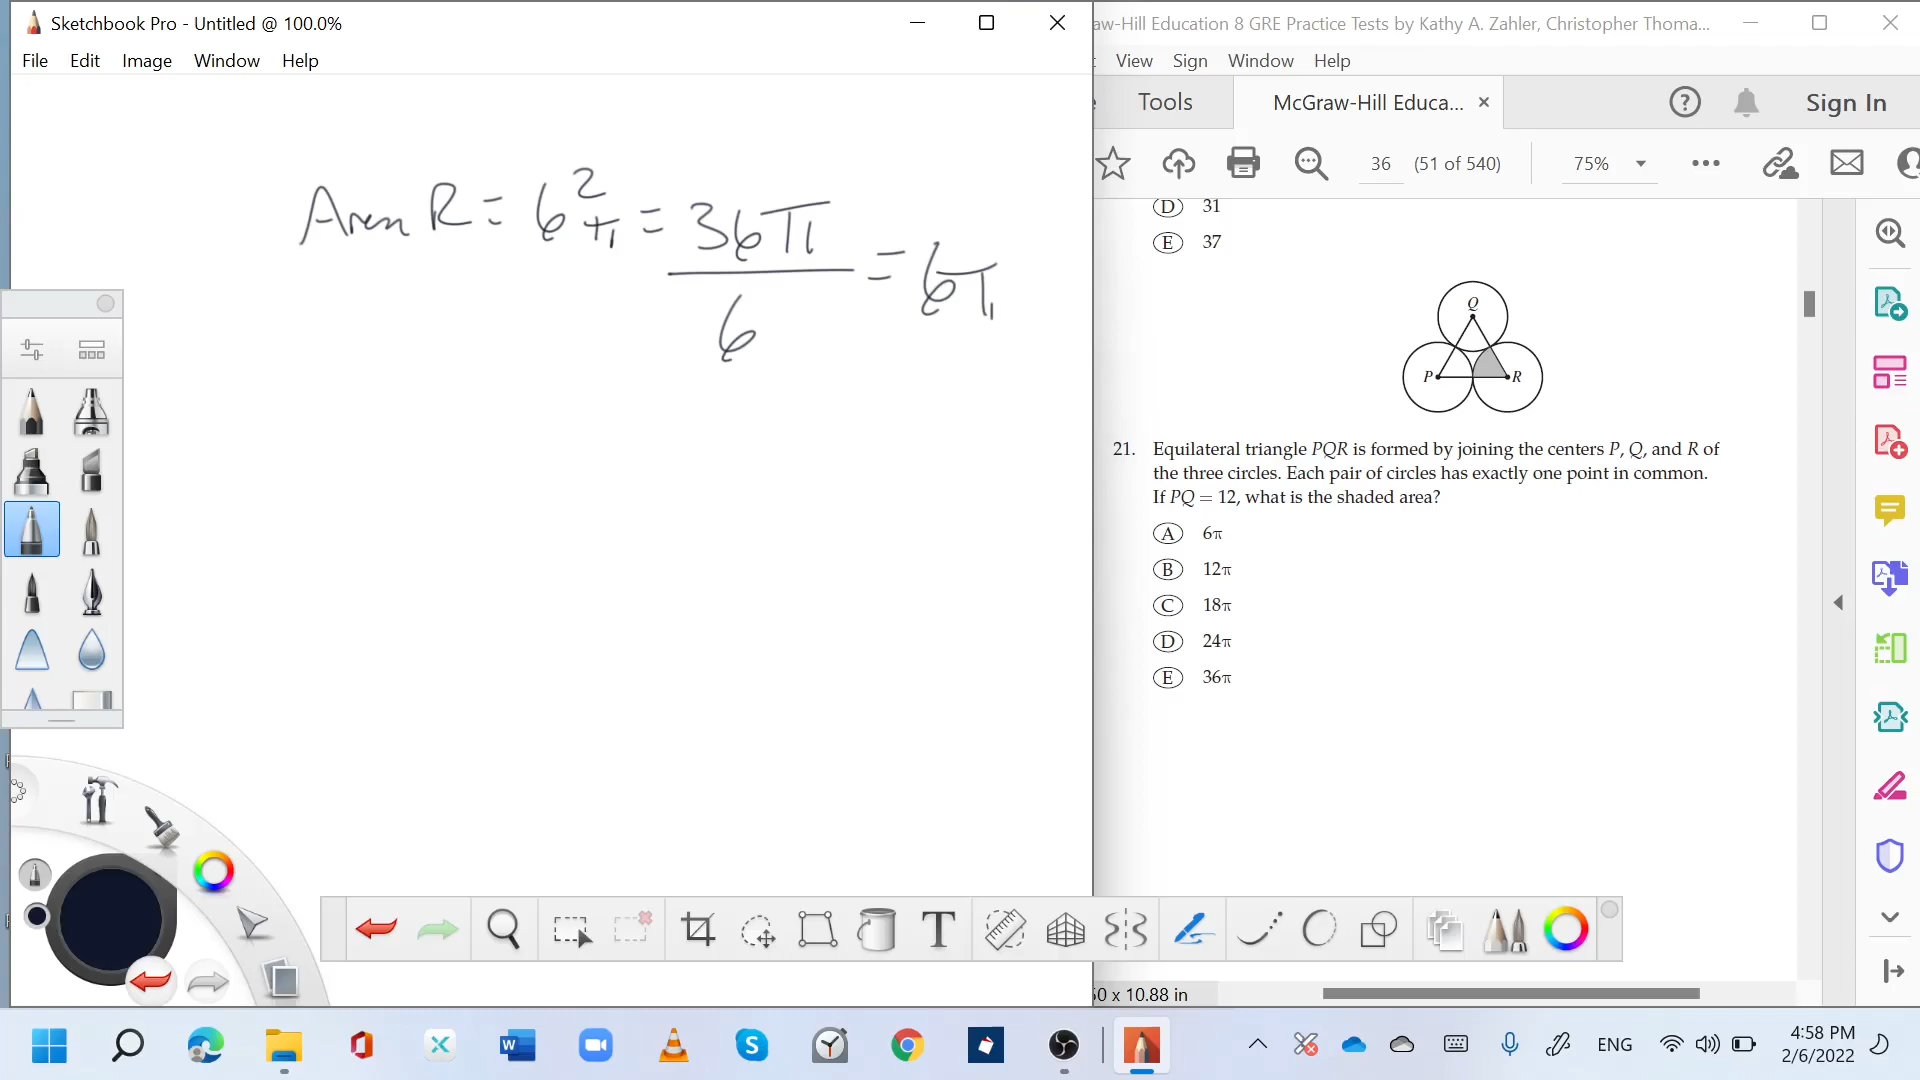 Sketchbook Pro - Untitled @ 100.0%
File Edit Image Window Help
Area R = 6²π = 36π / 6 = 6π
aw-Hill Education 8 GRE Practice Tests by Kathy A. Zahler, Christopher Thoma...
View Sign Window Help
Tools
McGraw-Hill Educa... ×
Sign In
36 (51 of 540)
75%
D 31
E 37
Q
P
R
21. Equilateral triangle PQR is formed by joining the centers P, Q, and R of
the three circles. Each pair of circles has exactly one point in common.
If PQ = 12, what is the shaded area?
A 6π
B 12π
C 18π
D 24π
E 36π
0 x 10.88 in
ENG
4:58 PM
2/6/2022